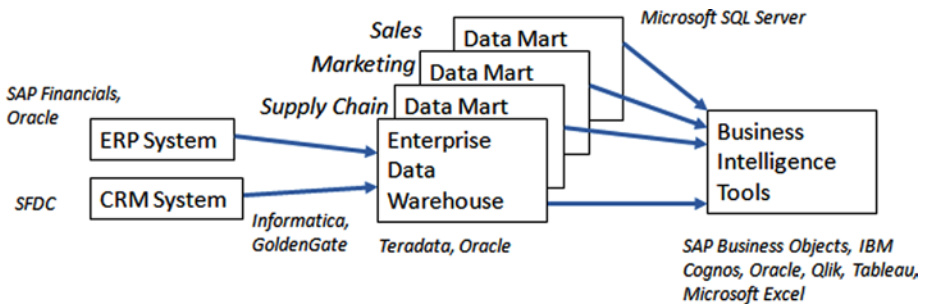 Sales
Data Mart
Microsoft SQL Server
Marketing
Data Mart
Supply Chain
Data Mart
SAP Financials,
Oracle
ERP System
SFDC
CRM System
Informatica,
GoldenGate
Enterprise
Data
Warehouse
Teradata, Oracle
Business
Intelligence
Tools
SAP Business Objects, IBM
Cognos, Oracle, Qlik, Tableau,
Microsoft Excel